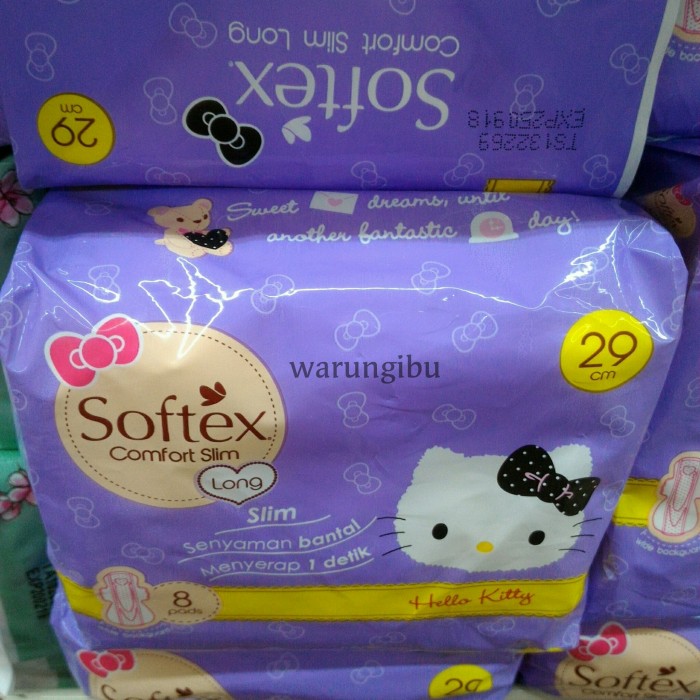 Softex
Comfort Slim Long
29
cm
TS132269
EXP250918
Sweet dreams, until
another fantastic day!
29
cm
warungibu
Softex
Comfort Slim
Long
Slim
Senyaman bantal
Menyerap 1 detik
8
pads
Hello Kitty
Softex
29
Softex